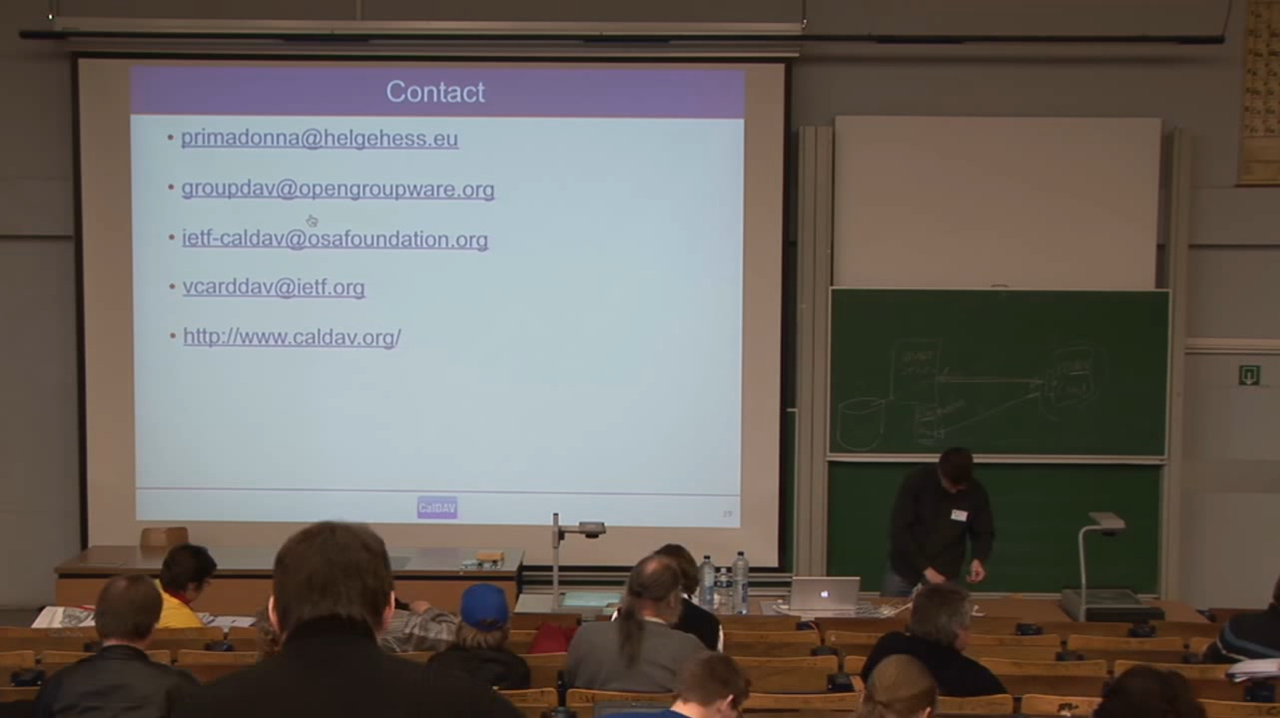 Contact
• primadonna@helgehess.eu
• groupdav@opengroupware.org
• ietf-caldav@osafoundation.org
• vcarddav@ietf.org
• http://www.caldav.org/
CalDAV